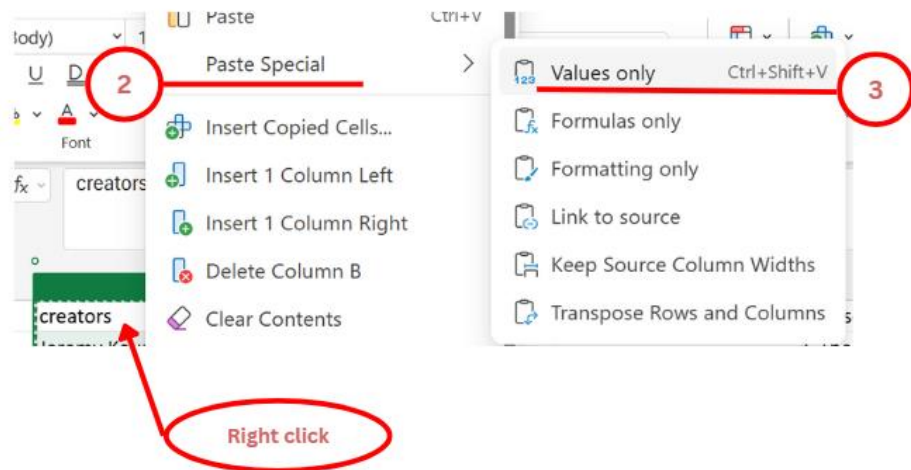 Paste Ctrl+V
Body)
U D
2
Paste Special
Values only Ctrl+Shift+V
3
A
Font
Insert Copied Cells...
Formulas only
Insert 1 Column Left
Formatting only
fx creators
Insert 1 Column Right
Link to source
Delete Column B
Keep Source Column Widths
creators
Clear Contents
Transpose Rows and Columns
Right click